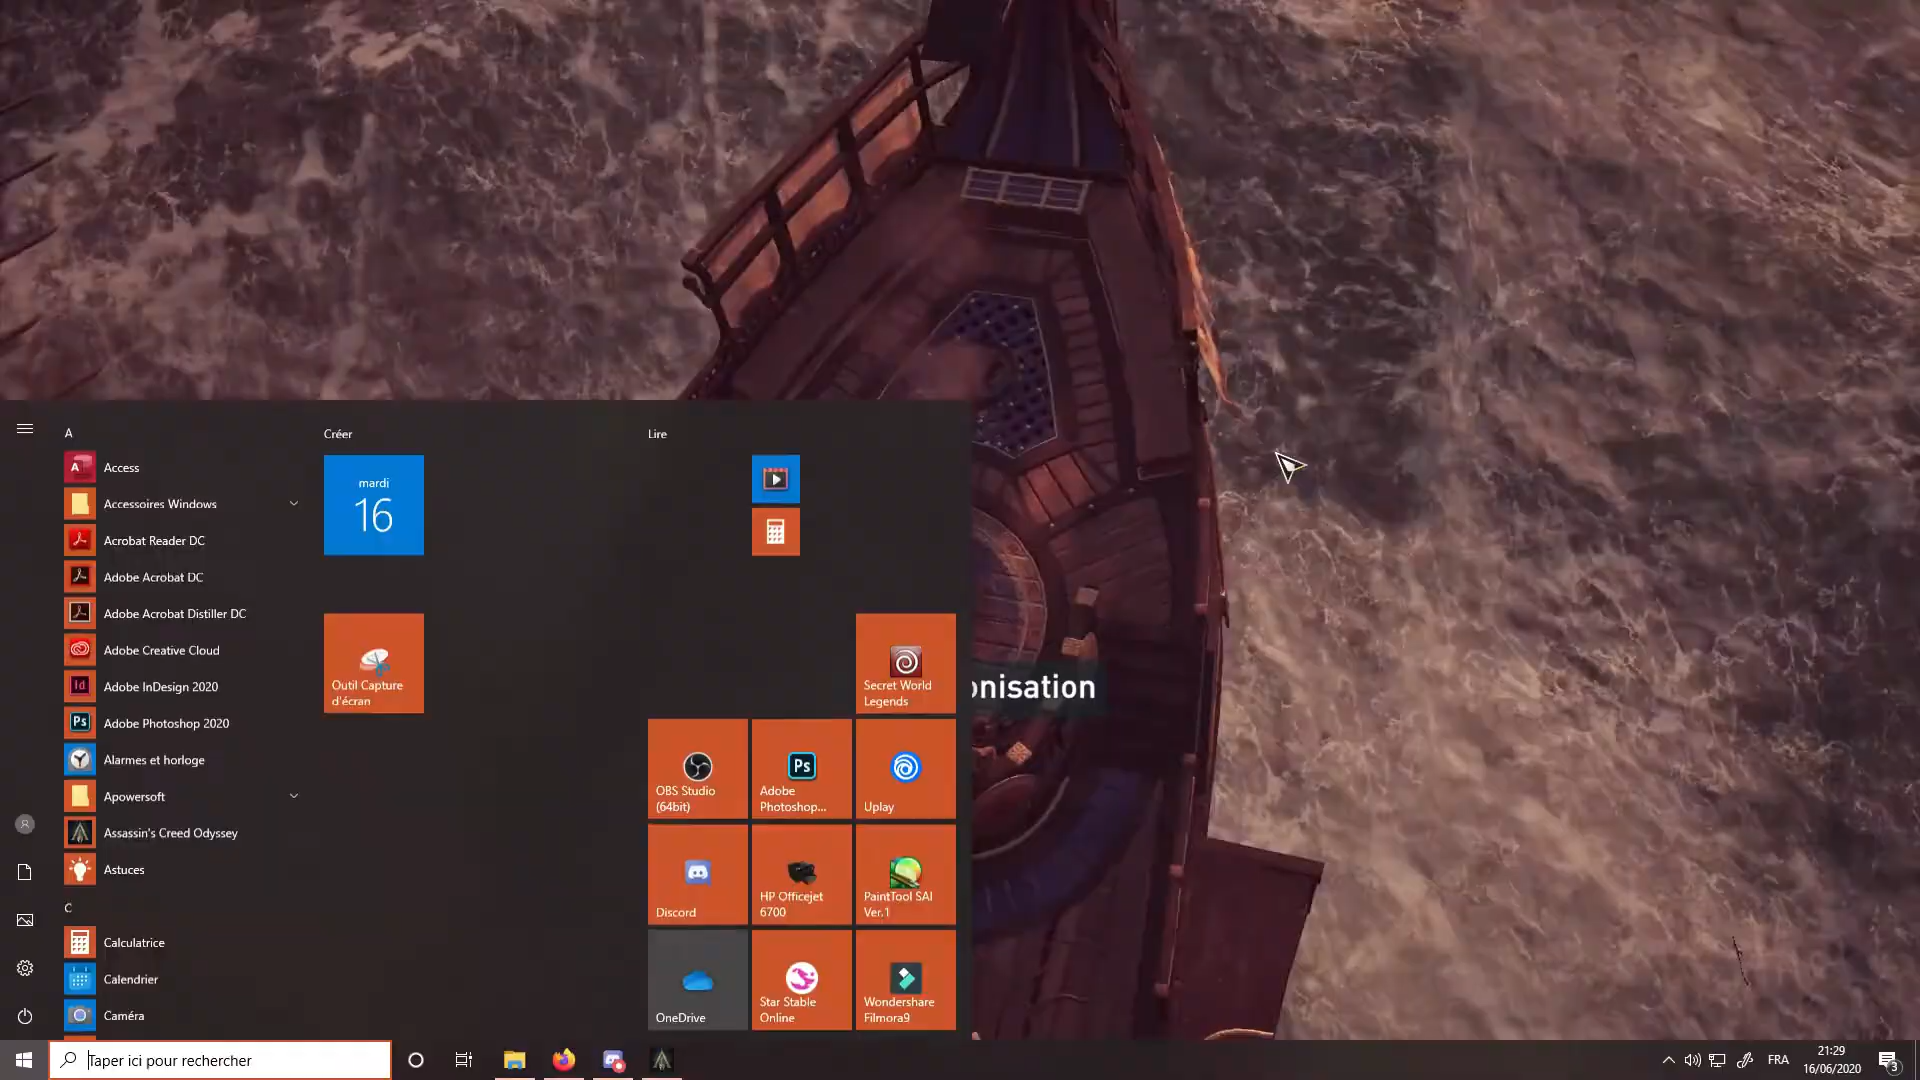 A
Access
Accessoires Windows
Acrobat Reader DC
Adobe Acrobat DC
Adobe Acrobat Distiller DC
Adobe Creative Cloud
Adobe InDesign 2020
Adobe Photoshop 2020
Alarmes et horloge
Apowersoft
Assassin's Creed Odyssey
Astuces
C
Calculatrice
Calendrier
Caméra
Créer
mardi
16
Outil Capture
d'écran
Lire
Secret World
Legends
OBS Studio
(64bit)
Ps
Adobe
Photoshop...
Uplay
Discord
HP Officejet
6700
PaintTool SAI
Ver.1
OneDrive
Star Stable
Online
Wondershare
Filmora9
onisation
Taper ici pour rechercher
FRA
21:29
16/06/2020
3